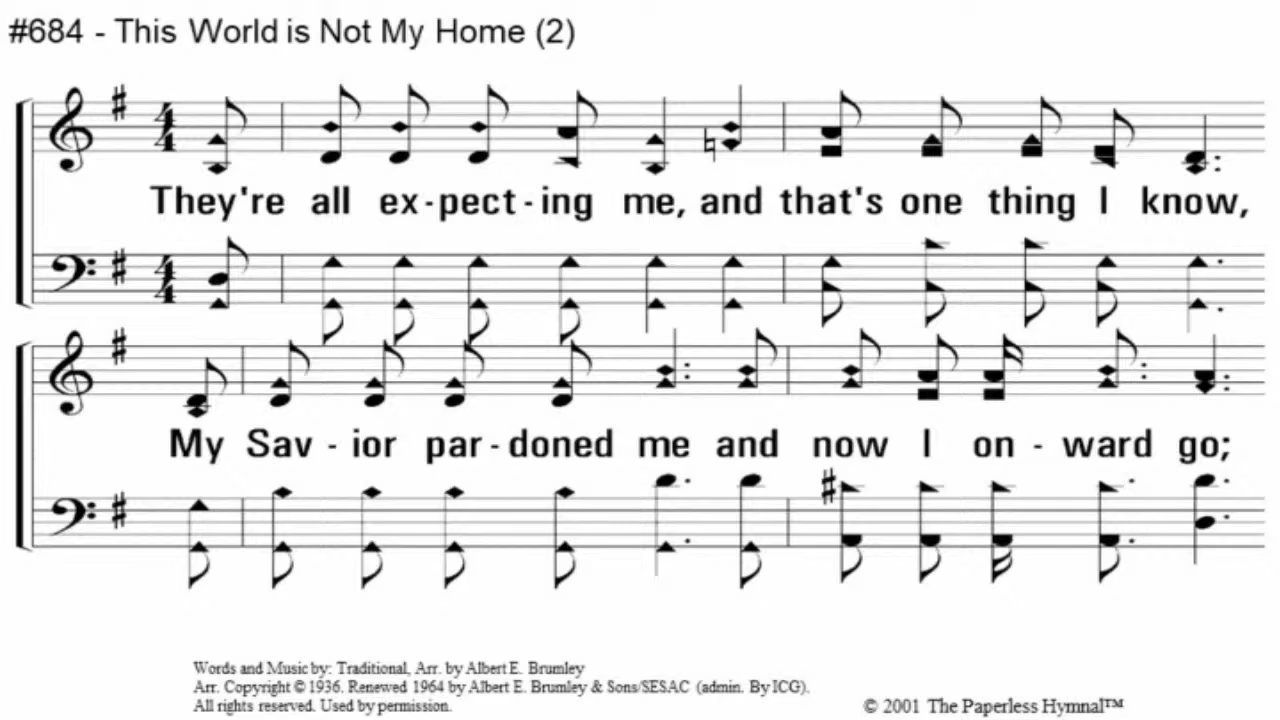 #684 - This World is Not My Home (2)
They're all ex-pect-ing me, and that's one thing I know,
My Sav - ior par-doned me and now I on - ward go;
Words and Music by: Traditional, Arr. by Albert E. Brumley
Arr. Copyright © 1936. Renewed 1964 by Albert E. Brumley & Sons/SESAC (admin. By ICG).
All rights reserved. Used by permission.
© 2001 The Paperless Hymnal™